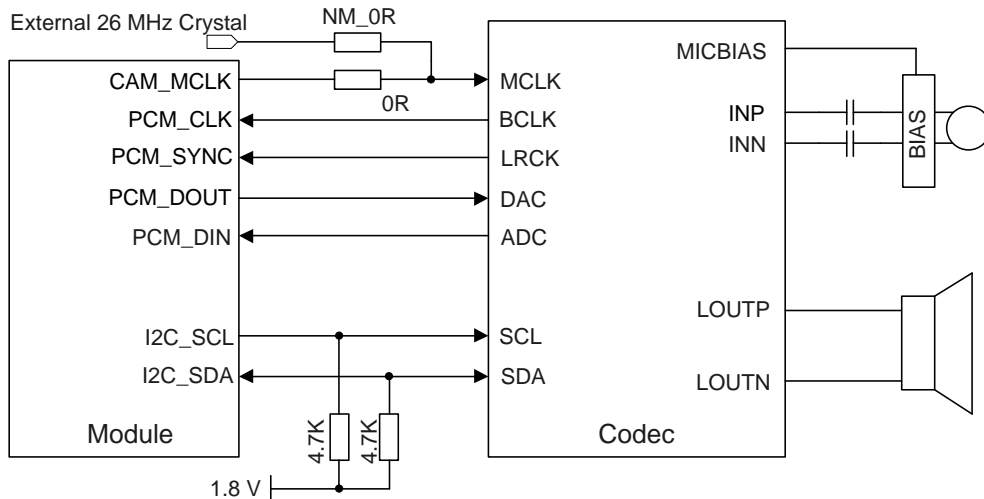 External 26 MHz Crystal
NM_0R
CAM_MCLK
0R
MCLK
MICBIAS
PCM_CLK
BCLK
INP
PCM_SYNC
LRCK
INN
BIAS
PCM_DOUT
DAC
PCM_DIN
ADC
LOUTP
I2C_SCL
SCL
I2C_SDA
SDA
LOUTN
Module
4.7K
4.7K
Codec
1.8 V